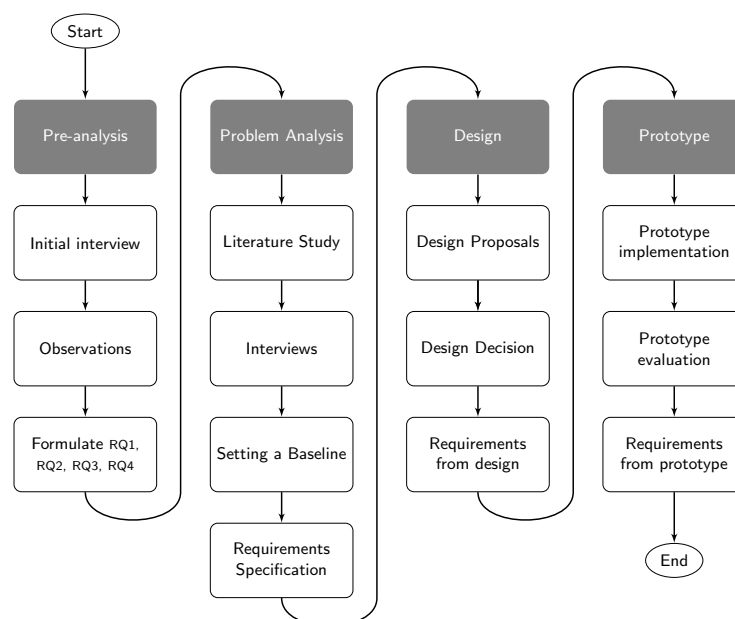 Start
Pre-analysis
Initial interview
Observations
Formulate RQ1,
RQ2, RQ3, RQ4
Problem Analysis
Literature Study
Interviews
Setting a Baseline
Requirements
Specification
Design
Design Proposals
Design Decision
Requirements
from design
Prototype
Prototype
implementation
Prototype
evaluation
Requirements
from prototype
End